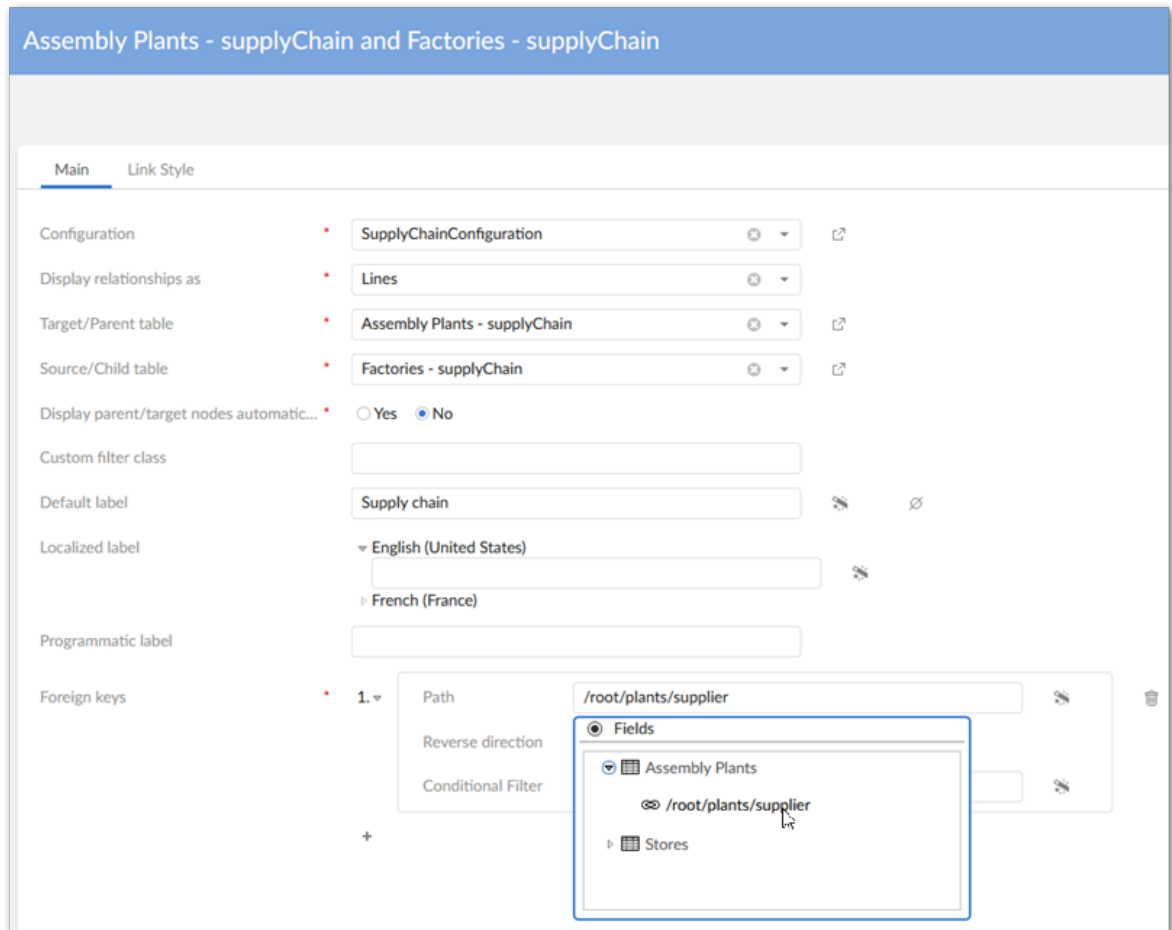 Assembly Plants - supplyChain and Factories - supplyChain
Main Link Style
Configuration * SupplyChainConfiguration
Display relationships as * Lines
Target/Parent table * Assembly Plants - supplyChain
Source/Child table * Factories - supplyChain
Display parent/target nodes automatic... * Yes No
Custom filter class
Default label Supply chain
Localized label English (United States)
French (France)
Programmatic label
Foreign keys * 1. Path /root/plants/supplier
Fields
Reverse direction
Assembly Plants
Conditional Filter
/root/plants/supplier
+
Stores